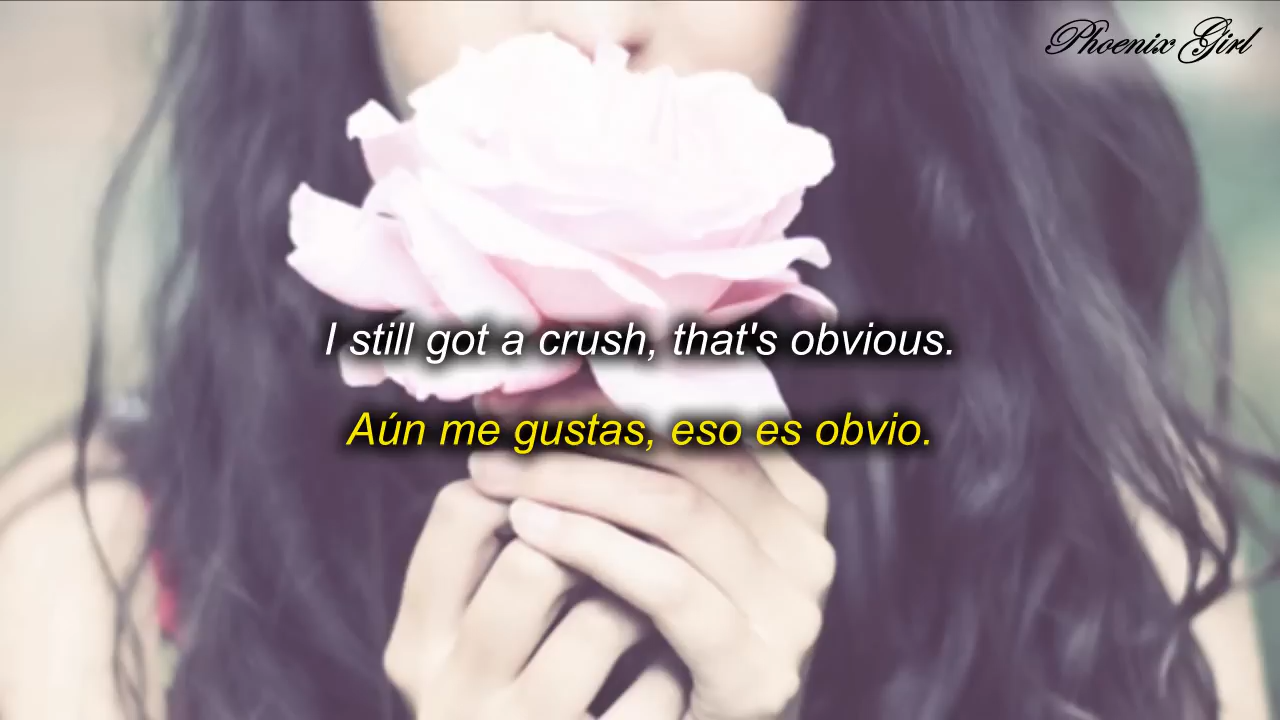 Phoenix Girl
I still got a crush, that's obvious.
Aún me gustas, eso es obvio.